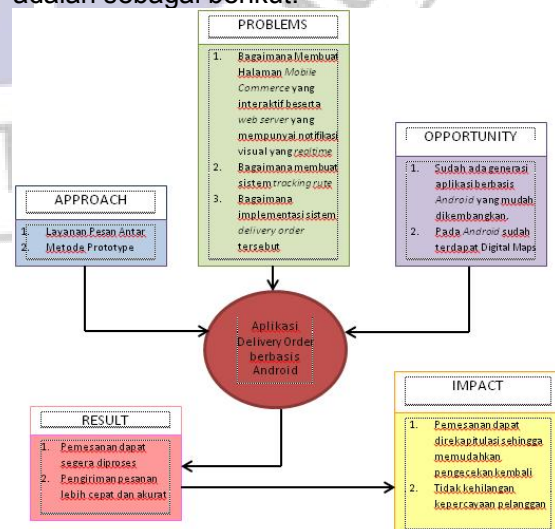 adalah sebagai berikut:
PROBLEMS
1. Bagaimana Membuat
Halaman Mobile
Commerce yang
interaktif beserta
web server yang
mempunyai notifikasi
visual yang realtime
2. Bagaimana membuat
sistem tracking rute
3. Bagaimana
implementasi sistem
delivery order
tersebut
OPPORTUNITY
1. Sudah ada generasi
aplikasi berbasis
Android yang mudah
dikembangkan.
2. Pada Android sudah
terdapat Digital Maps
APPROACH
1. Layanan Pesan Antar
2. Metode Prototype
Aplikasi
Delivery Order
berbasis
Android
IMPACT
1. Pemesanan dapat
direkapitulasi sehingga
memudahkan
pengecekan kembali
2. Tidak kehilangan
kepercayaan pelanggan
RESULT
1. Pemesanan dapat
segera diproses
2. Pengiriman pesanan
lebih cepat dan akurat